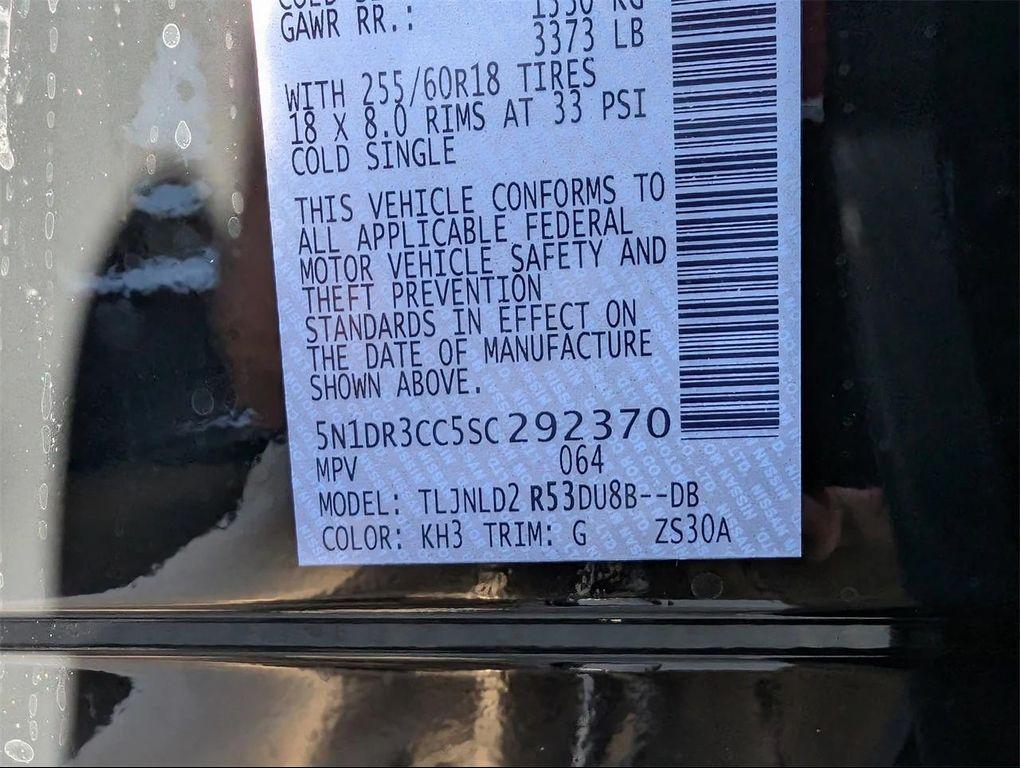 GAWR RR.: 1530 KG
3373 LB
WITH 255/60R18 TIRES
18 X 8.0 RIMS AT 33 PSI
COLD SINGLE
THIS VEHICLE CONFORMS TO
ALL APPLICABLE FEDERAL
MOTOR VEHICLE SAFETY AND
THEFT PREVENTION
STANDARDS IN EFFECT ON
THE DATE OF MANUFACTURE
SHOWN ABOVE.
5N1DR3CC5SC292370
MPV 064
MODEL: TLJNLD2 R53DU8B--DB
COLOR: KH3 TRIM: G ZS30A